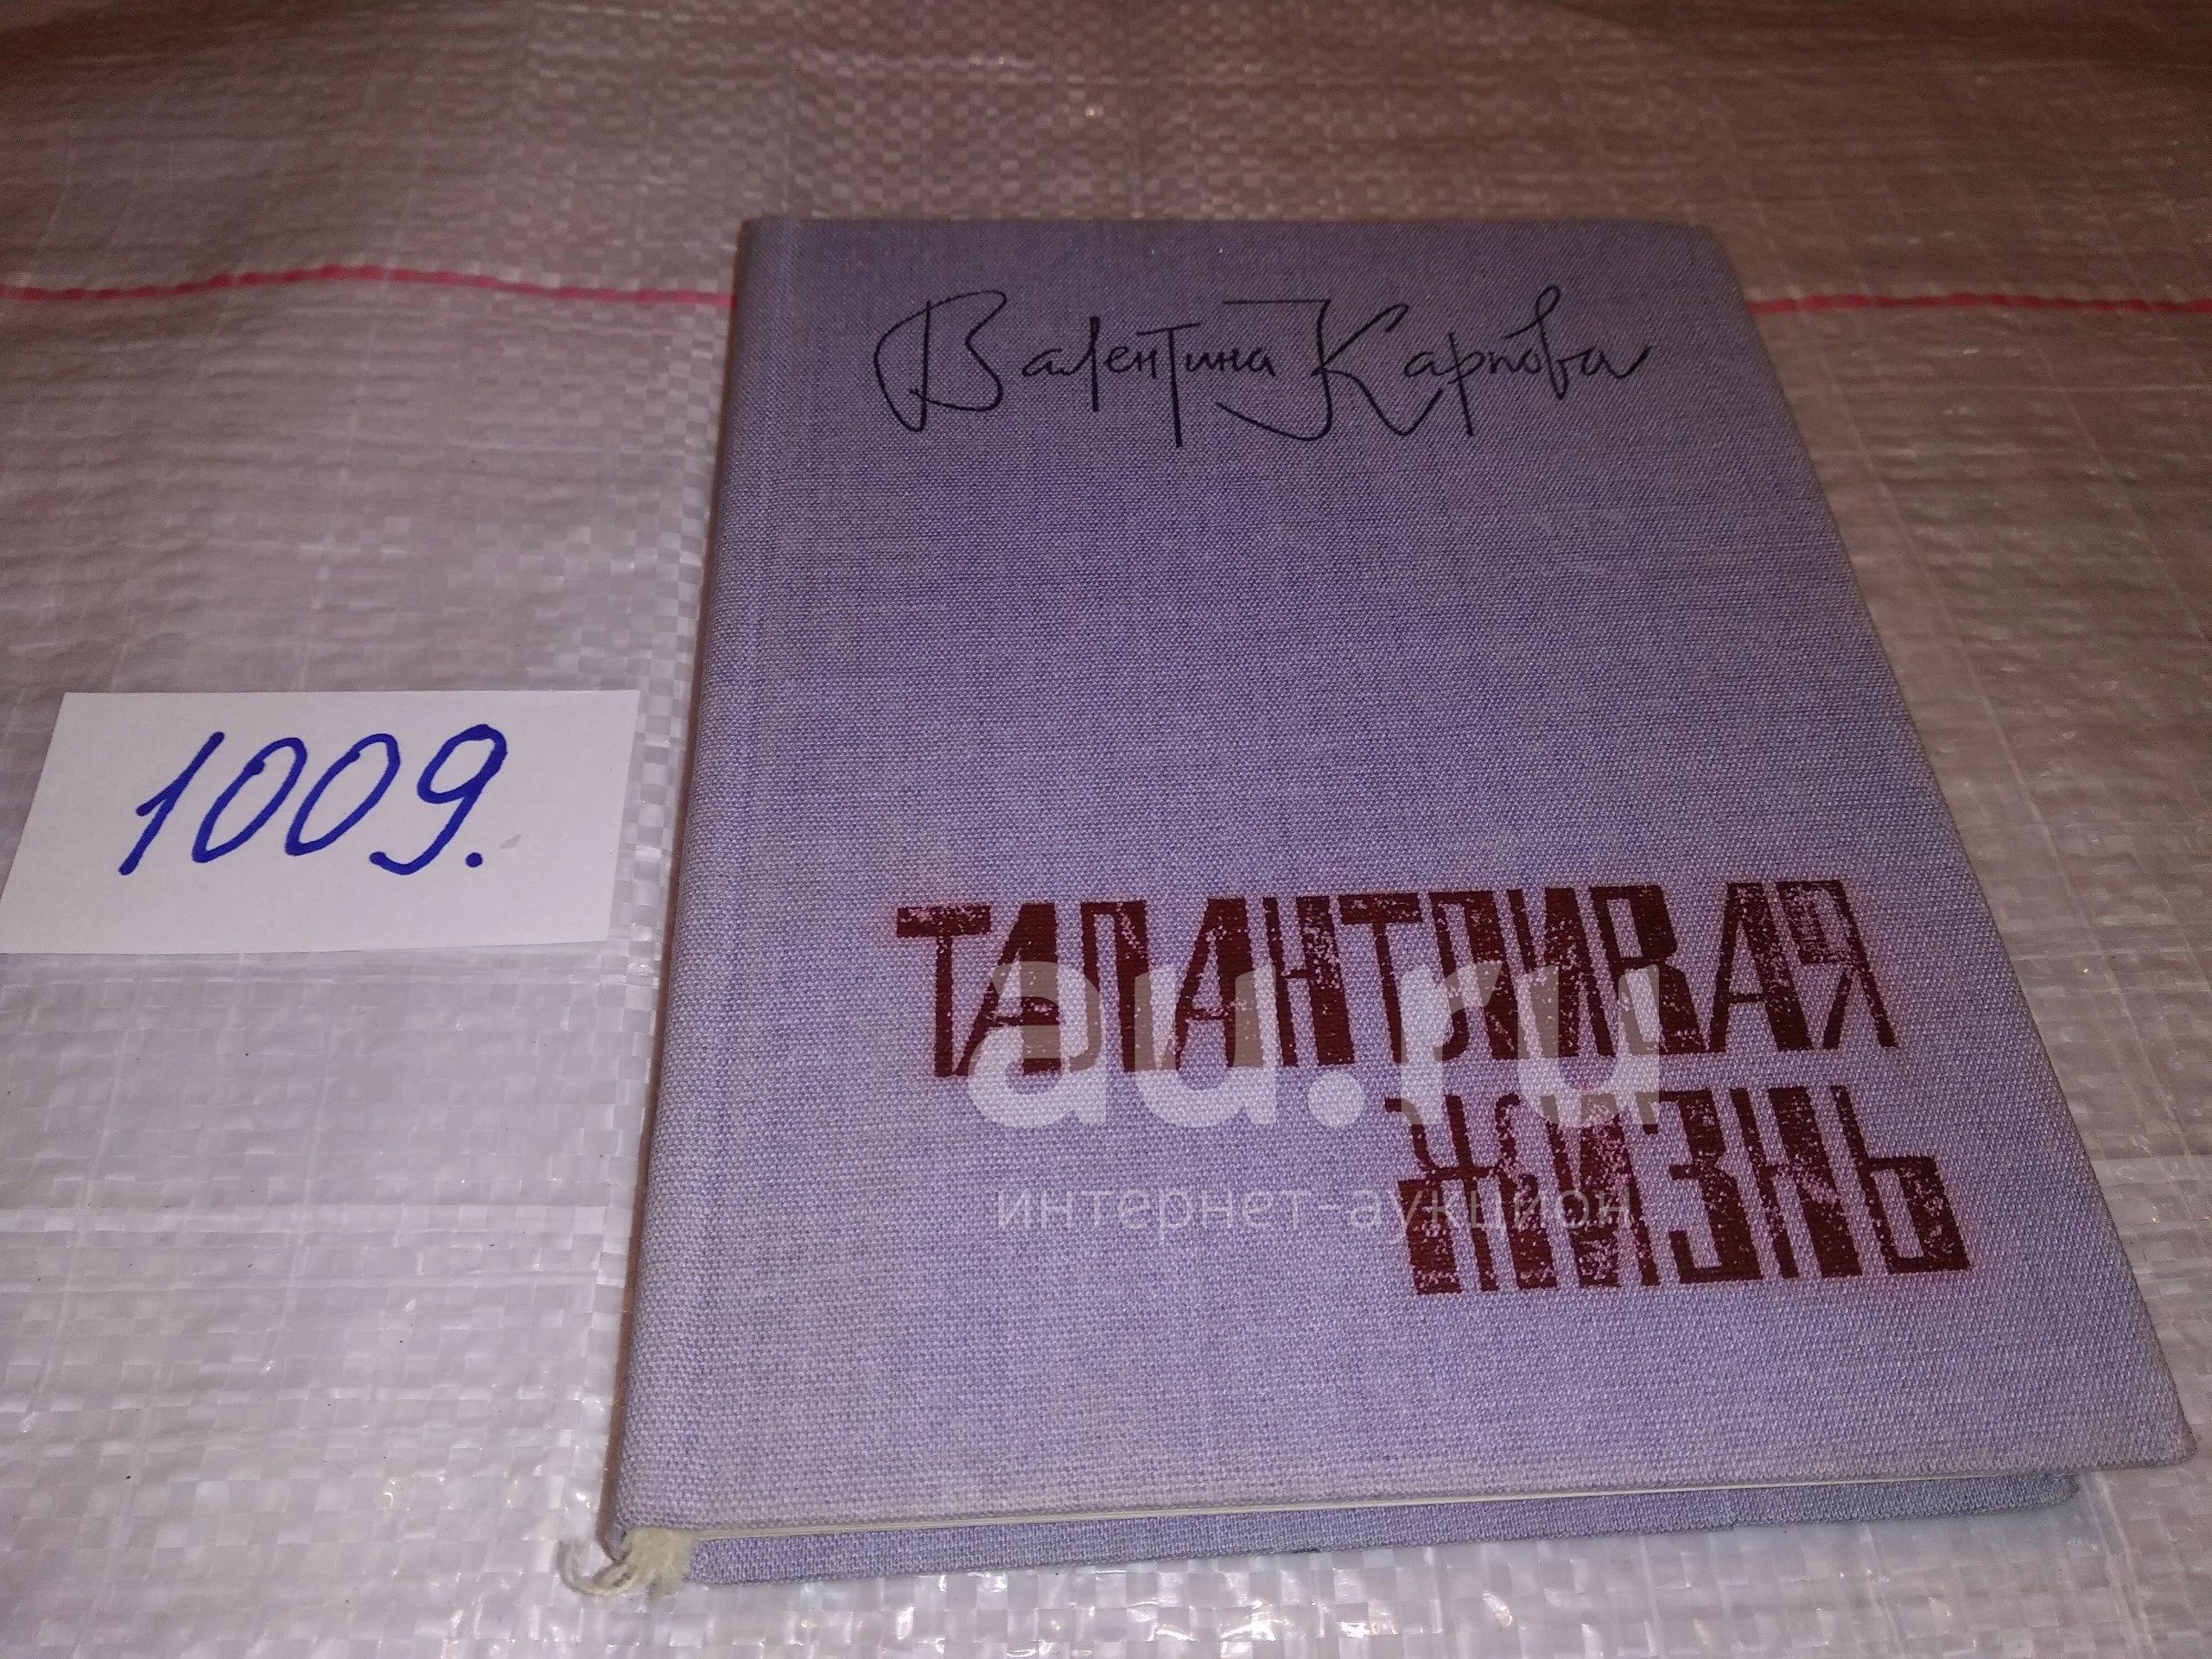 Валентина Карпова
1009.
ТАЛАНТЛИВАЯ
ЖИЗНЬ
au.ru
интернет-аукцион